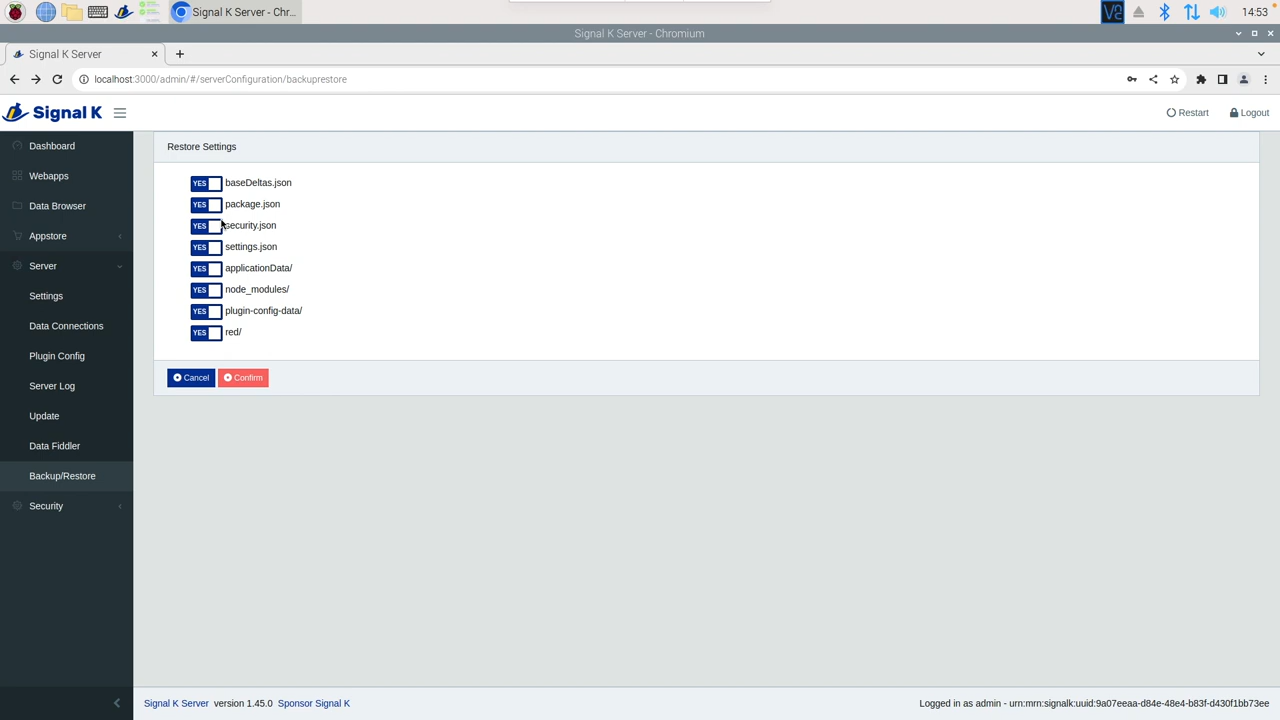 Signal K Server - Chr...
14:53
Signal K Server - Chromium
Signal K Server
localhost:3000/admin/#/serverConfiguration/backuprestore
Signal K
Restart
Logout
Dashboard
Webapps
Data Browser
Appstore
Server
Settings
Data Connections
Plugin Config
Server Log
Update
Data Fiddler
Backup/Restore
Security
Restore Settings
YES baseDeltas.json
YES package.json
YES security.json
YES settings.json
YES applicationData/
YES node_modules/
YES plugin-config-data/
YES red/
Cancel Confirm
Signal K Server version 1.45.0 Sponsor Signal K
Logged in as admin - urn:mrn:signalk:uuid:9a07eeaa-d84e-48e4-b83f-d430f1bb73ee